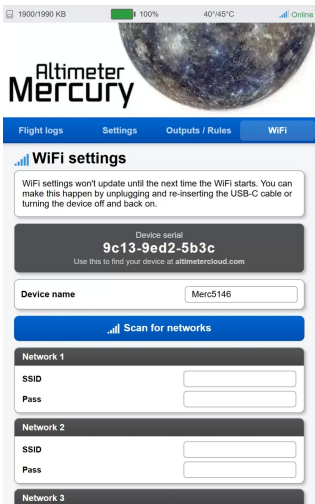 1900/1990 KB 100% 40°/45°C Online
Altimeter
Mercury
Flight logs Settings Outputs / Rules WiFi
WiFi settings
WiFi settings won't update until the next time the WiFi starts. You can
make this happen by unplugging and re-inserting the USB-C cable or
turning the device off and back on.
Device serial
9c13-9ed2-5b3c
Use this to find your device at altimetercloud.com
Device name Merc5146
Scan for networks
Network 1
SSID
Pass
Network 2
SSID
Pass
Network 3